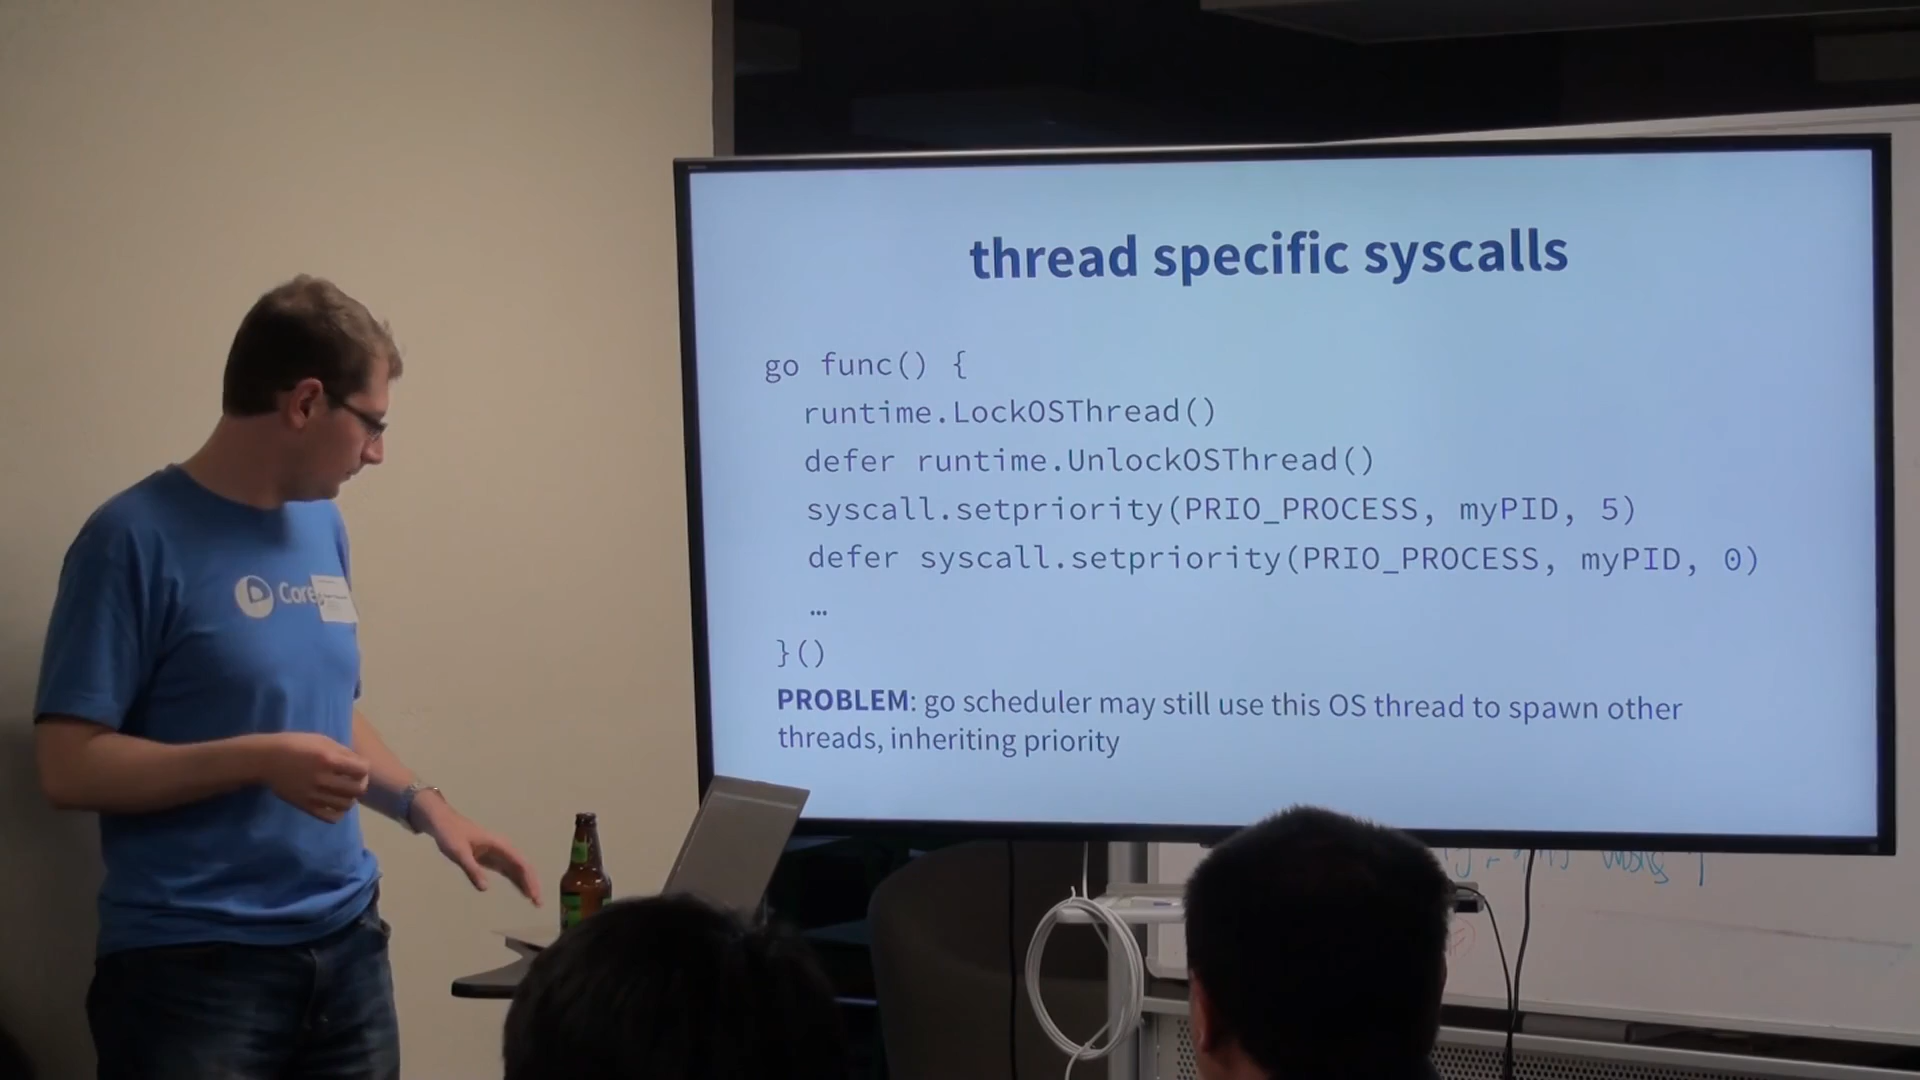 thread specific syscalls
go func() {
runtime.LockOSThread()
defer runtime.UnlockOSThread()
syscall.setpriority(PRIO_PROCESS, myPID, 5)
defer syscall.setpriority(PRIO_PROCESS, myPID, 0)
…
}()
PROBLEM: go scheduler may still use this OS thread to spawn other
threads, inheriting priority